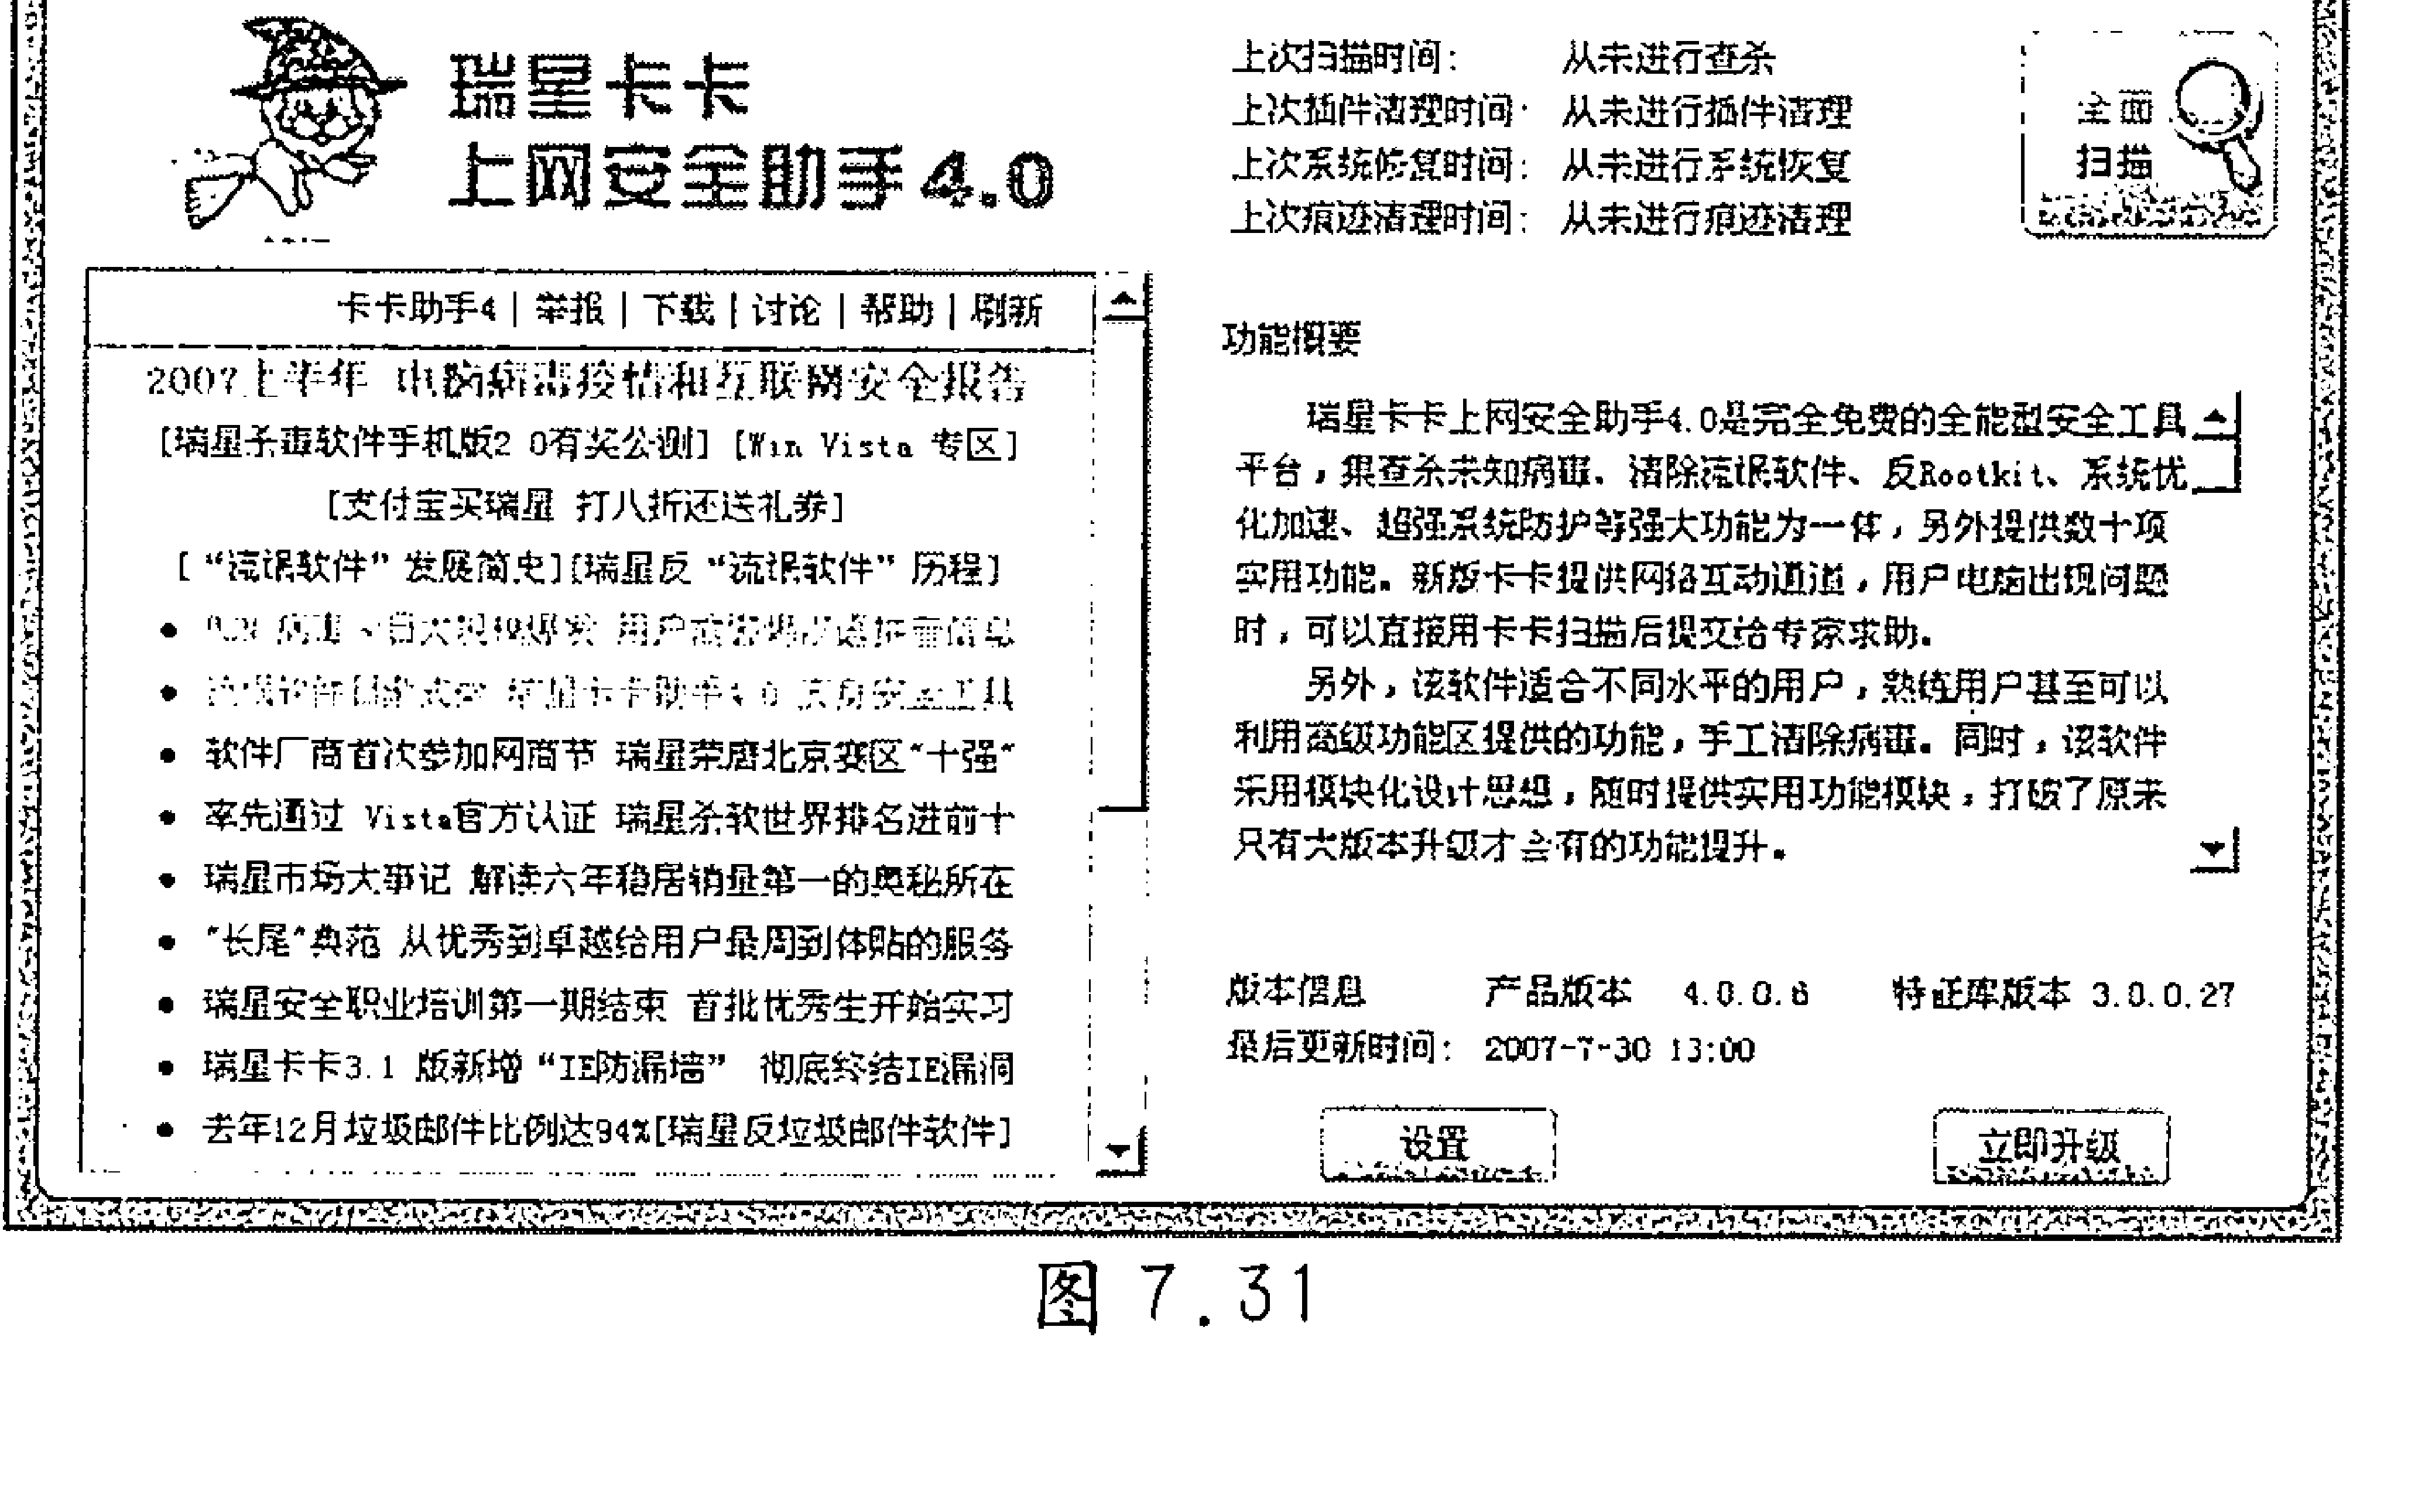 瑞星卡卡
上网安全助手4.0
上次扫描时间： 从未进行查杀
上次插件清理时间： 从未进行插件清理
上次系统修复时间： 从未进行系统恢复
上次痕迹清理时间： 从未进行痕迹清理
全面
扫描
卡卡助手4 | 举报 | 下载 | 讨论 | 帮助 | 刷新
2007上半年 电脑病毒疫情和互联网安全报告
[瑞星杀毒软件手机版2 0有奖公测] [Win Vista 专区]
[支付宝买瑞星 打八折还送礼券]
[ “流氓软件” 发展简史][瑞星反 “流氓软件” 历程]
• 软件厂商首次参加网商节 瑞星荣膺北京赛区"十强"
• 率先通过 Vista官方认证 瑞星杀软世界排名进前十
• 瑞星市场大事记 解读六年稳居销量第一的奥秘所在
• "长尾"典范 从优秀到卓越给用户最周到体贴的服务
• 瑞星安全职业培训第一期结束 首批优秀生开始实习
• 瑞星卡卡3.1 版新增 “IE防漏墙” 彻底终结IE漏洞
• 去年12月垃圾邮件比例达94%[瑞星反垃圾邮件软件]
功能概要
瑞星卡卡上网安全助手4.0是完全免费的全能型安全工具
平台，集查杀未知病毒、清除流氓软件、反Rootkit、系统优
化加速、超强系统防护等强大功能为一体，另外提供数十项
实用功能。新版卡卡提供网络互动通道，用户电脑出现问题
时，可以直接用卡卡扫描后提交给专家求助。
另外，该软件适合不同水平的用户，熟练用户甚至可以
利用高级功能区提供的功能，手工清除病毒。同时，该软件
采用模块化设计思想，随时提供实用功能模块，打破了原来
只有大版本升级才会有的功能提升。
版本信息 产品版本 4.0.0.6 特征库版本 3.0.0.27
最后更新时间： 2007-7-30 13:00
设置
立即升级
图 7.31